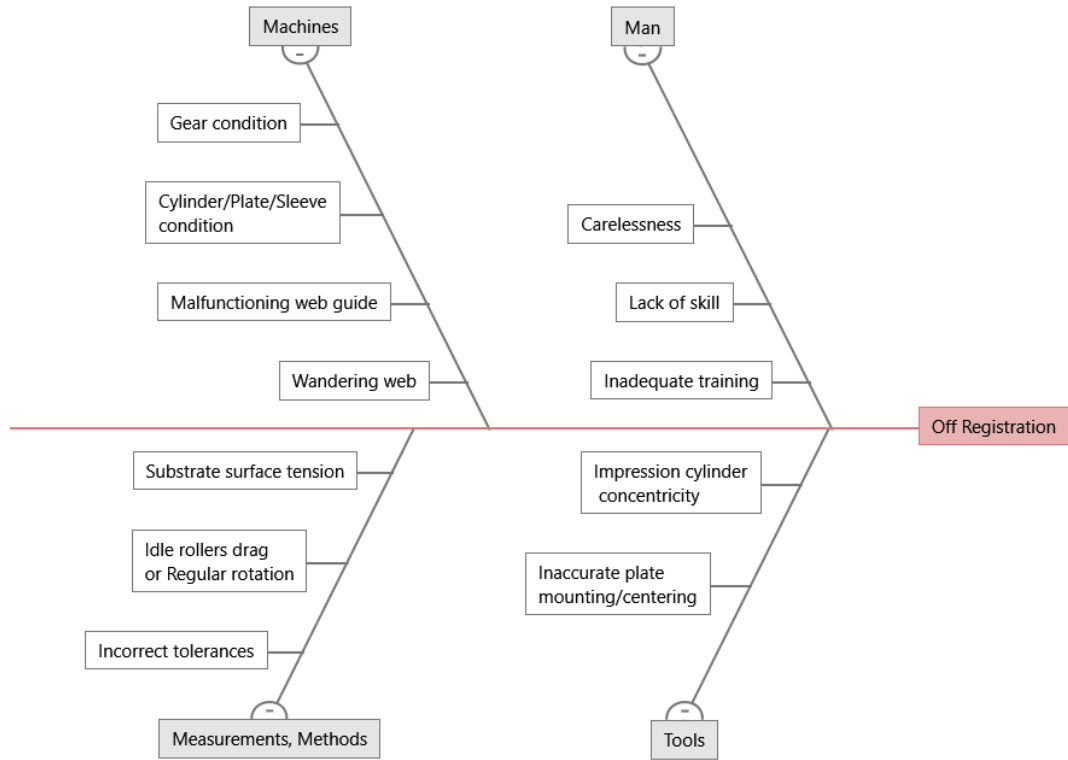 Machines
Man
Gear condition
Cylinder/Plate/Sleeve
condition
Carelessness
Malfunctioning web guide
Lack of skill
Wandering web
Inadequate training
Off Registration
Substrate surface tension
Impression cylinder
concentricity
Idle rollers drag
or Regular rotation
Inaccurate plate
mounting/centering
Incorrect tolerances
Measurements, Methods
Tools